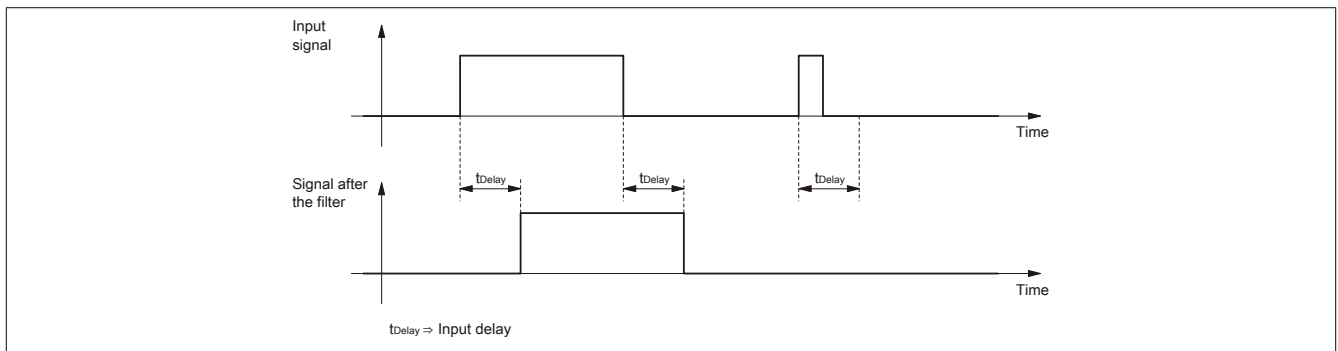 Input
signal
Time
Signal after
the filter
tDelay
tDelay
tDelay
Time
tDelay ⇒ Input delay